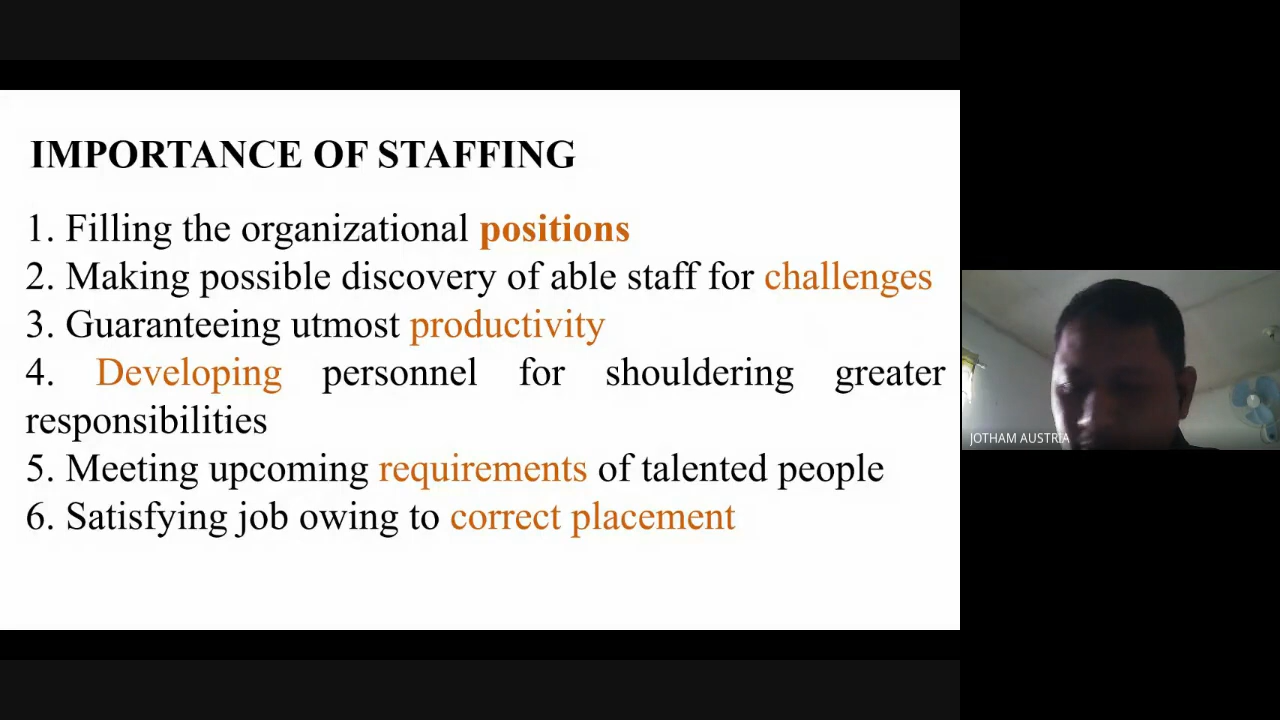 IMPORTANCE OF STAFFING
1. Filling the organizational positions
2. Making possible discovery of able staff for challenges
3. Guaranteeing utmost productivity
4. Developing personnel for shouldering greater
responsibilities
5. Meeting upcoming requirements of talented people
6. Satisfying job owing to correct placement
JOTHAM AUSTRIA